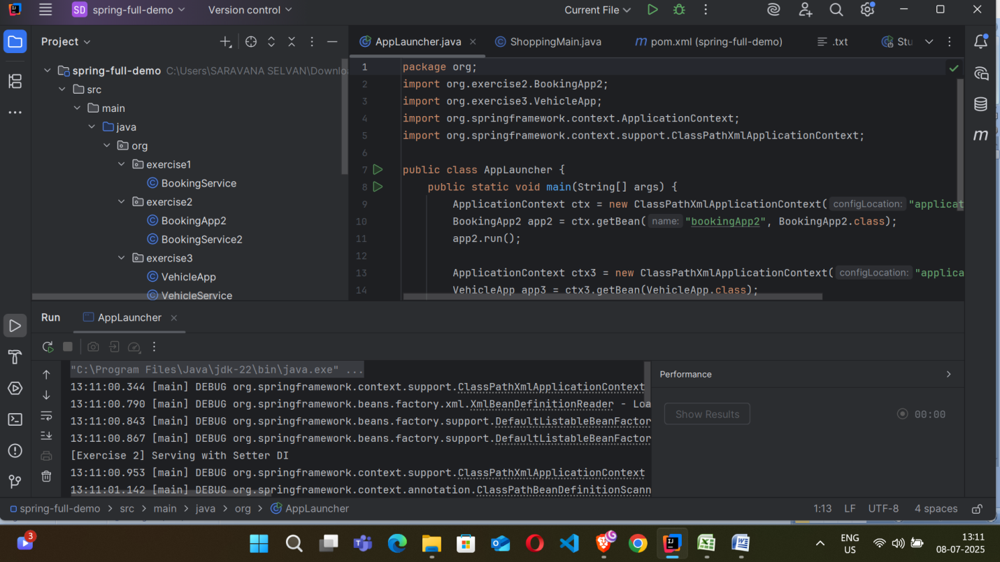 SD spring-full-demo Version control Current File
Project
AppLauncher.java ShoppingMain.java pom.xml (spring-full-demo) .txt Stu
spring-full-demo C:\Users\SARAVANA SELVAN\Downlo
src
main
java
org
exercise1
BookingService
exercise2
BookingApp2
BookingService2
exercise3
VehicleApp
VehicleService
1 package org;
2 import org.exercise2.BookingApp2;
3 import org.exercise3.VehicleApp;
4 import org.springframework.context.ApplicationContext;
5 import org.springframework.context.support.ClassPathXmlApplicationContext;
6
7 public class AppLauncher {
8 public static void main(String[] args) {
9 ApplicationContext ctx = new ClassPathXmlApplicationContext( configLocation: "applicat
10 BookingApp2 app2 = ctx.getBean( name: "bookingApp2", BookingApp2.class);
11 app2.run();
12
13 ApplicationContext ctx3 = new ClassPathXmlApplicationContext( configLocation: "applica
14 VehicleApp app3 = ctx3.getBean(VehicleApp.class);
Run AppLauncher
"C:\Program Files\Java\jdk-22\bin\java.exe" ...
13:11:00.344 [main] DEBUG org.springframework.context.support.ClassPathXmlApplicationContext
13:11:00.790 [main] DEBUG org.springframework.beans.factory.xml.XmlBeanDefinitionReader - Loa
13:11:00.843 [main] DEBUG org.springframework.beans.factory.support.DefaultListableBeanFactor
13:11:00.867 [main] DEBUG org.springframework.beans.factory.support.DefaultListableBeanFactor
[Exercise 2] Serving with Setter DI
13:11:00.953 [main] DEBUG org.springframework.context.support.ClassPathXmlApplicationContext
13:11:01.142 [main] DEBUG org.springframework.context.annotation.ClassPathBeanDefinitionScann
Performance
Show Results 00:00
spring-full-demo > src > main > java > org > AppLauncher 1:13 LF UTF-8 4 spaces
3
ENG
US
13:11
08-07-2025